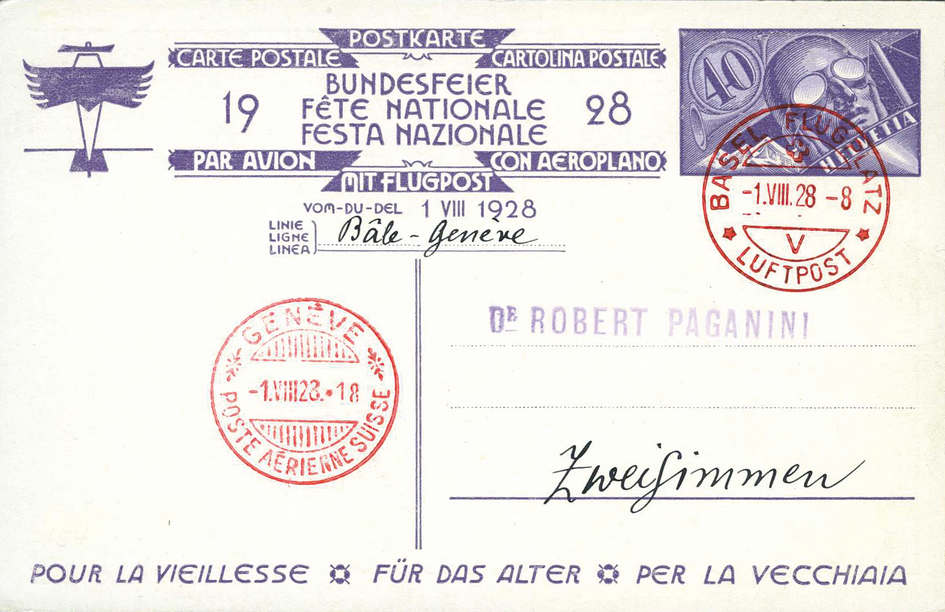 POSTKARTE
CARTE POSTALE CARTOLINA POSTALE
BUNDESFEIER
19 FÊTE NATIONALE 28
FESTA NAZIONALE
PAR AVION CON AEROPLANO
MIT FLUGPOST
VOM-DU-DEL 1 VIII 1928
LINIE
LIGNE
LINEA
Bâle - Genève
40
HELVETIA
BASEL FLUGPLATZ
-1.VIII.28 -8
V
LUFTPOST
GENÈVE
-1.VIII28.•18
POSTE AÉRIENNE SUISSE
DR ROBERT PAGANINI
Zweisimmen
POUR LA VIEILLESSE FÜR DAS ALTER PER LA VECCHIAIA